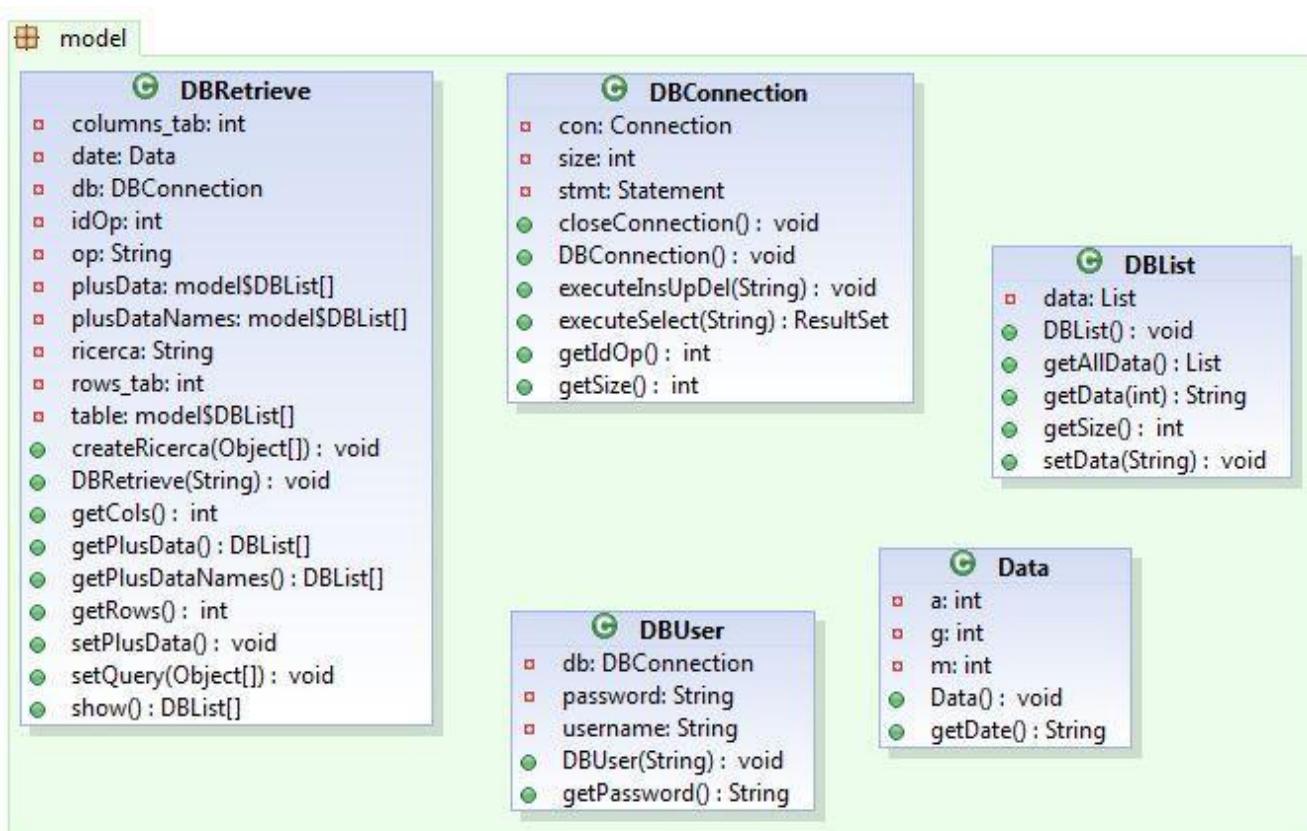 model
DBRetrieve
columns_tab: int
date: Data
db: DBConnection
idOp: int
op: String
plusData: model$DBList[]
plusDataNames: model$DBList[]
ricerca: String
rows_tab: int
table: model$DBList[]
createRicerca(Object[]) : void
DBRetrieve(String) : void
getCols() : int
getPlusData() : DBList[]
getPlusDataNames() : DBList[]
getRows() : int
setPlusData() : void
setQuery(Object[]) : void
show() : DBList[]
DBConnection
con: Connection
size: int
stmt: Statement
closeConnection() : void
DBConnection() : void
executeInsUpDel(String) : void
executeSelect(String) : ResultSet
getIdOp() : int
getSize() : int
DBList
data: List
DBList() : void
getAllData() : List
getData(int) : String
getSize() : int
setData(String) : void
DBUser
db: DBConnection
password: String
username: String
DBUser(String) : void
getPassword() : String
Data
a: int
g: int
m: int
Data() : void
getDate() : String